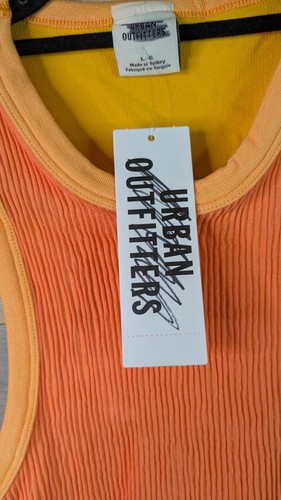 URBAN
OUTFITTERS
L - G
Made in Turkey
Fabriqué en Turquie
URBAN
OUTFITTERS